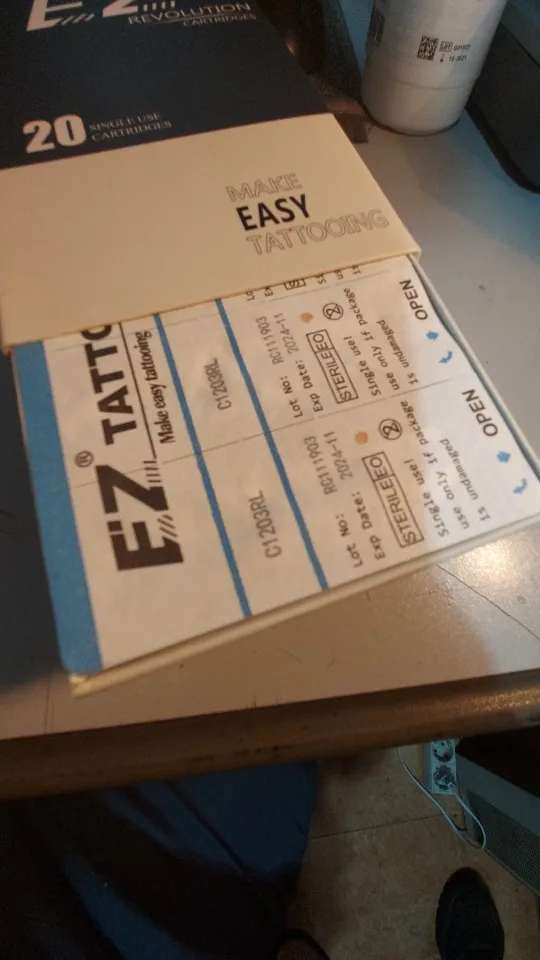 EZ
REVOLUTION
CARTRIDGES
20 SINGLE USE
CARTRIDGES
MAKE
EASY
TATTOOING
LOT
EZ® TATTO
Make easy tattooing
C1203RL
Lot No: RC111903
Exp Date: 2024-11
STERILE EO
Single use!
use only if package
is undamaged
OPEN
C1203RL
Lot No: RC111903
Exp Date: 2024-11
STERILE EO
Single use!
use only if package
is undamaged
OPEN